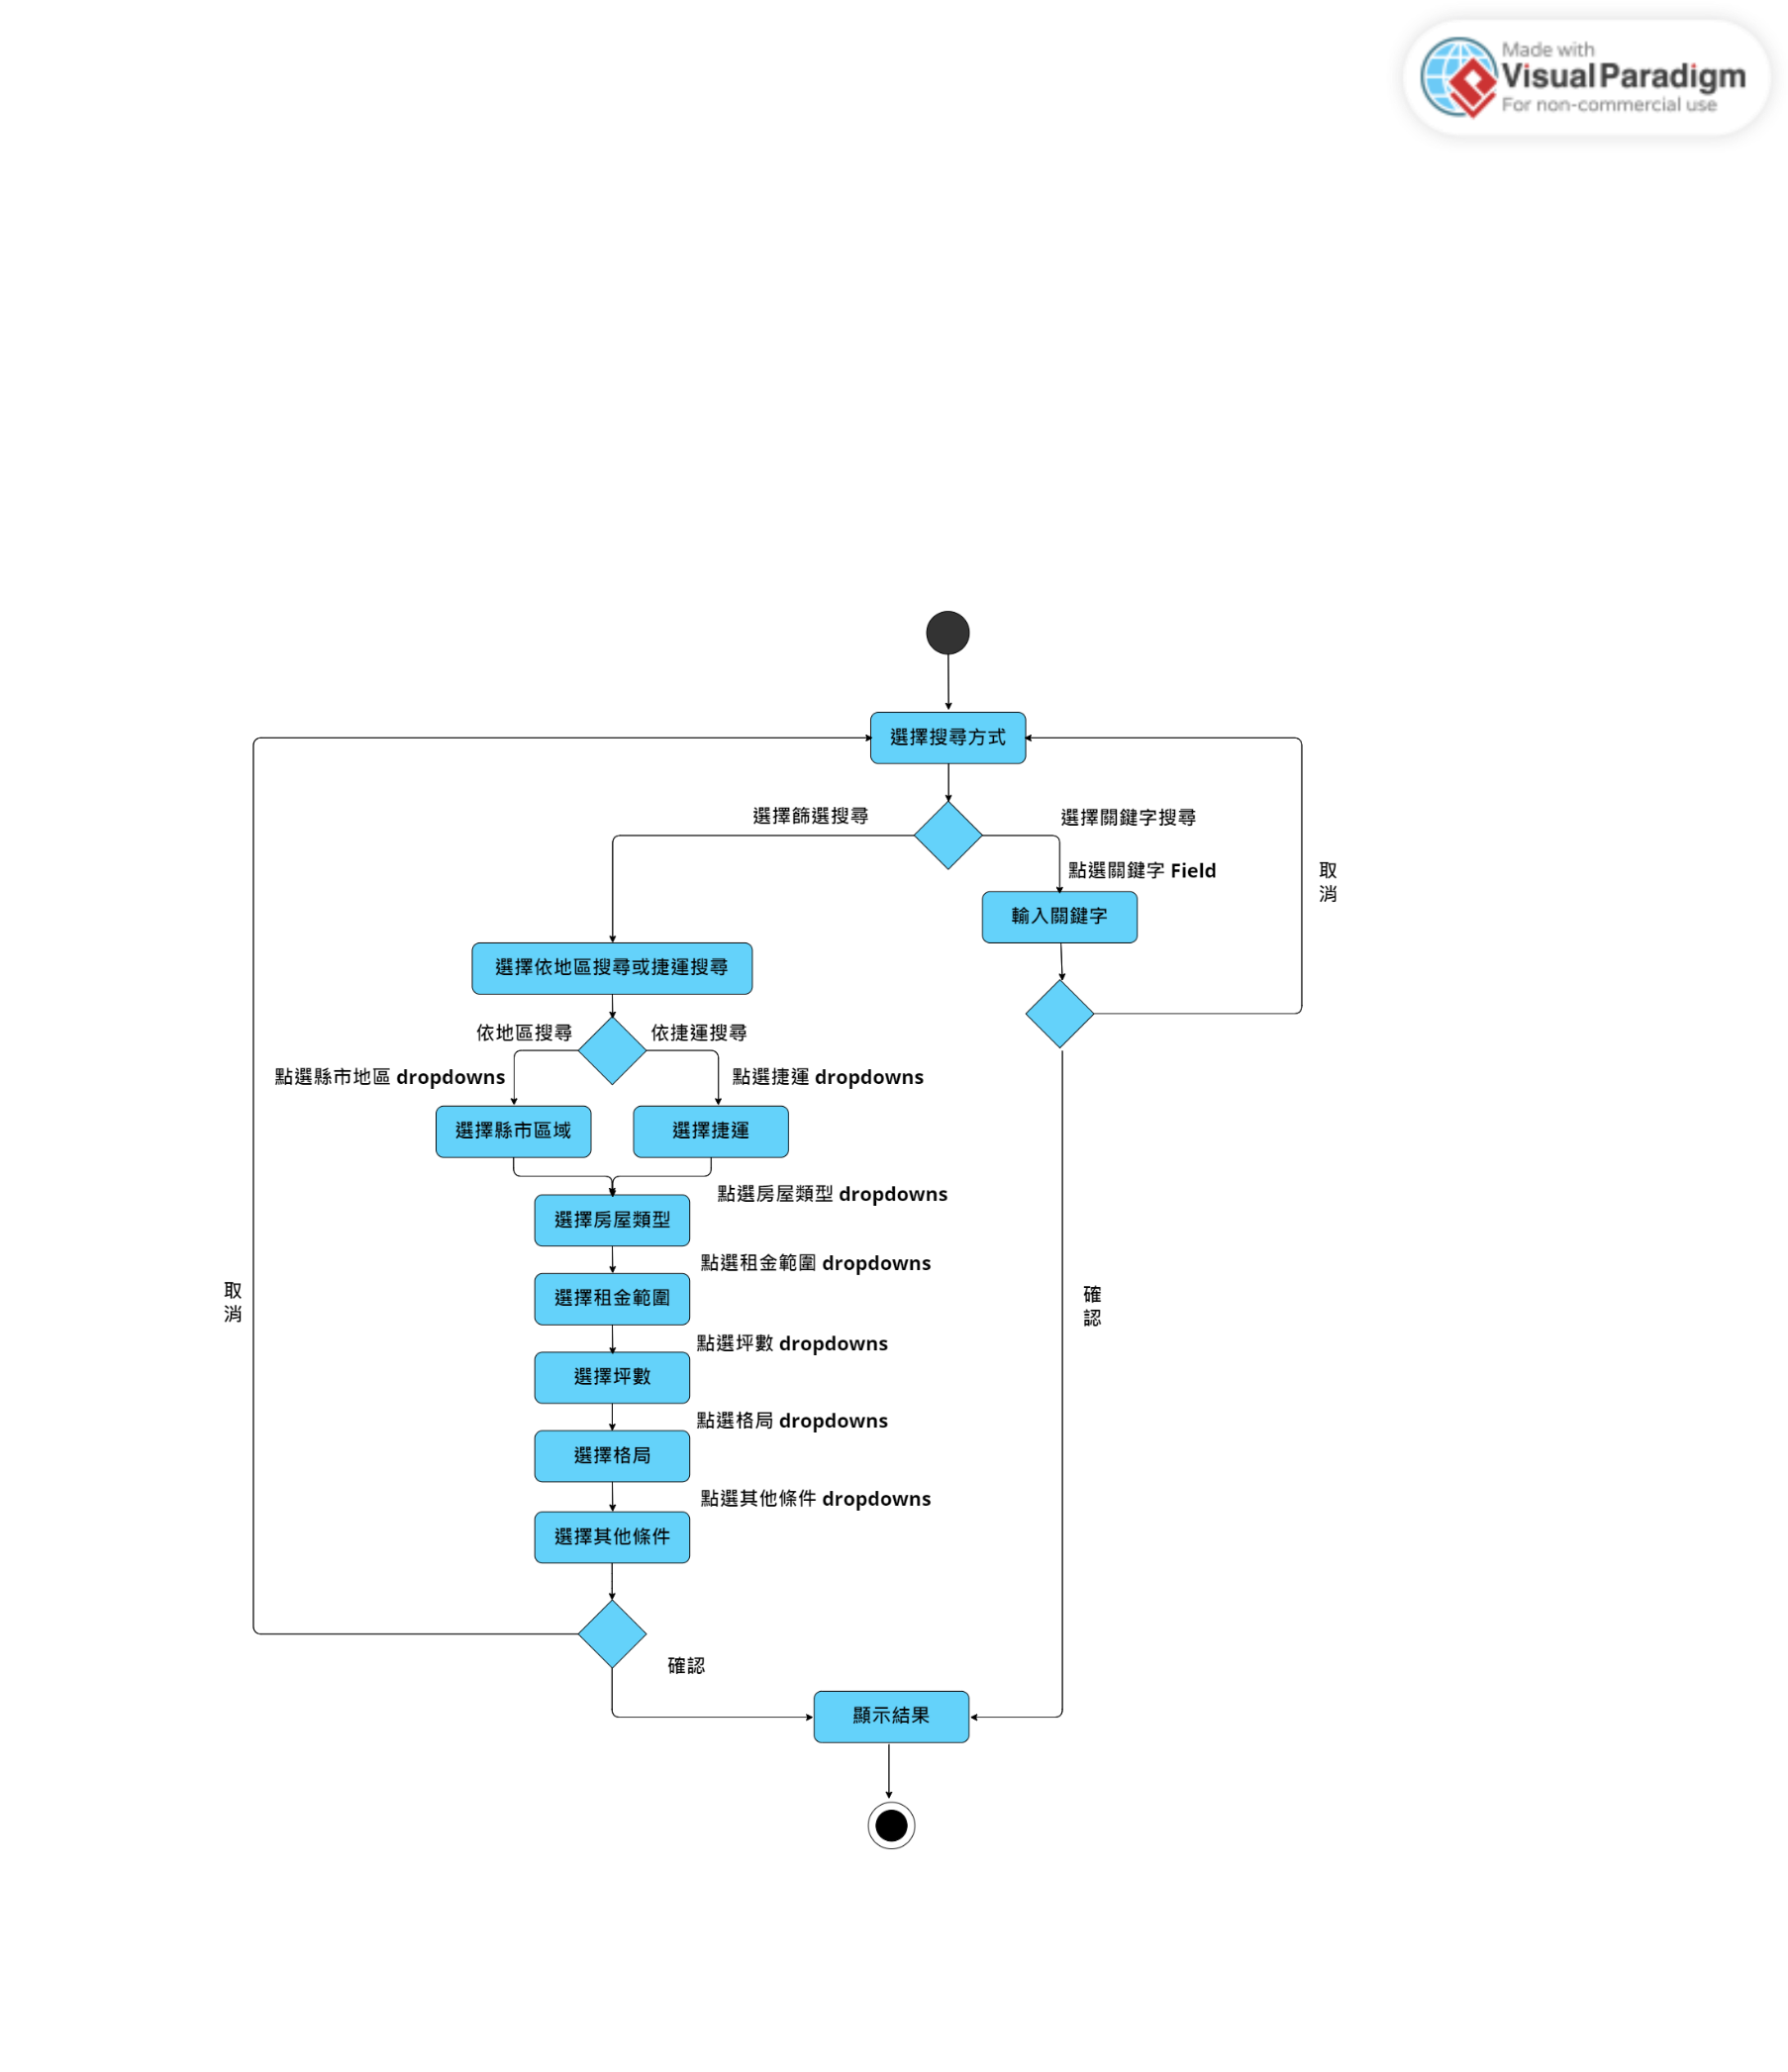 Made with
Visual Paradigm
For non-commercial use
選擇搜尋方式
選擇篩選搜尋
選擇關鍵字搜尋
點選關鍵字 Field
取
消
輸入關鍵字
選擇依地區搜尋或捷運搜尋
依地區搜尋
依捷運搜尋
點選縣市地區 dropdowns
點選捷運 dropdowns
選擇縣市區域
選擇捷運
點選房屋類型 dropdowns
選擇房屋類型
點選租金範圍 dropdowns
取
消
確
認
選擇租金範圍
點選坪數 dropdowns
選擇坪數
點選格局 dropdowns
選擇格局
點選其他條件 dropdowns
選擇其他條件
確認
顯示結果